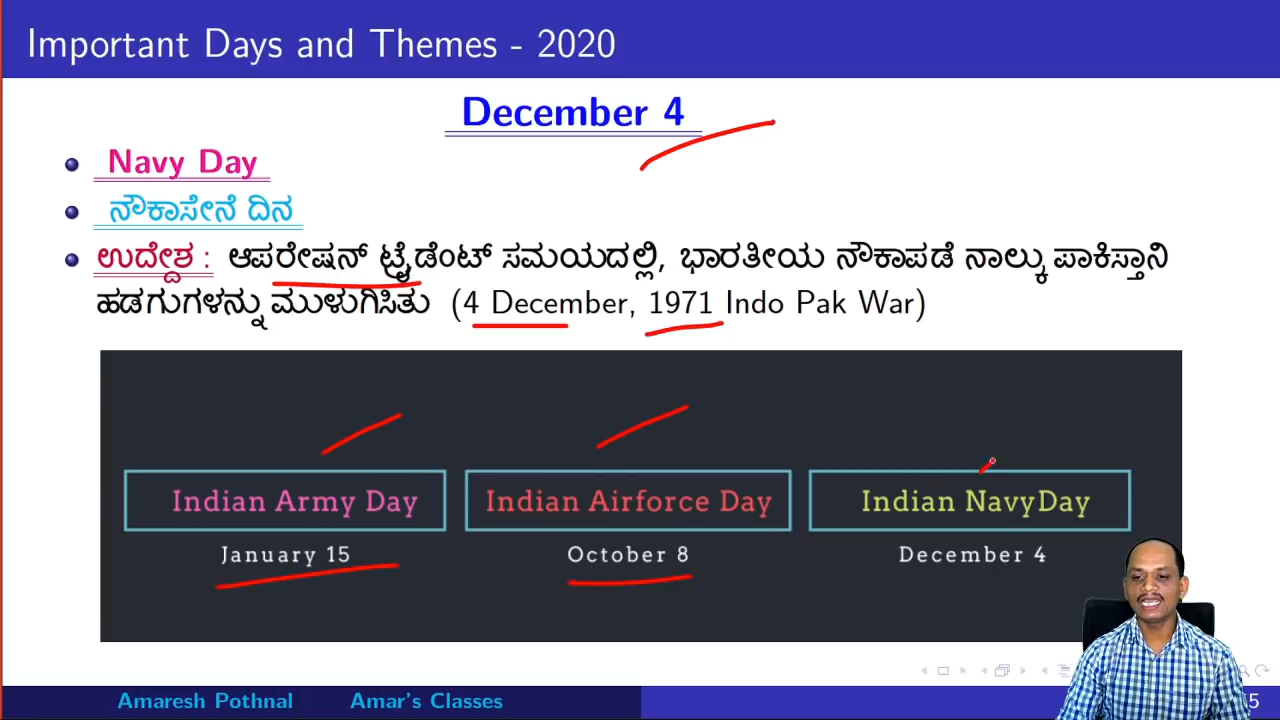 Important Days and Themes - 2020
December 4
Navy Day
ನೌಕಾಸೇನೆ ದಿನ
ಉದ್ದೇಶ : ಆಪರೇಷನ್ ಟ್ರೈಡೆಂಟ್ ಸಮಯದಲ್ಲಿ, ಭಾರತೀಯ ನೌಕಾಪಡೆ ನಾಲ್ಕು ಪಾಕಿಸ್ತಾನಿ
ಹಡಗುಗಳನ್ನು ಮುಳುಗಿಸಿತು (4 December, 1971 Indo Pak War)
Indian Army Day
Indian Airforce Day
Indian NavyDay
January 15
October 8
December 4
Amaresh Pothnal
Amar's Classes